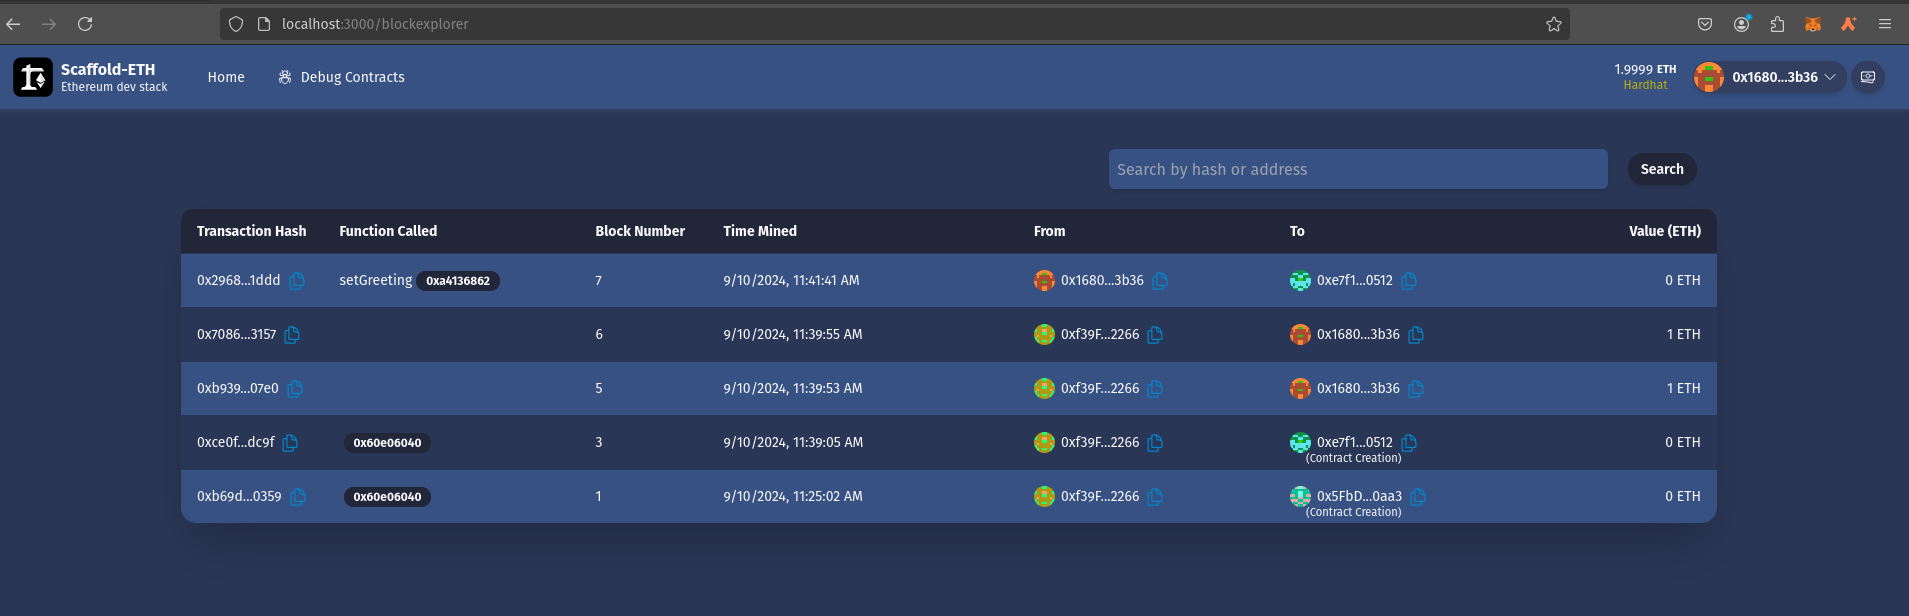 localhost:3000/blockexplorer
Scaffold-ETH
Ethereum dev stack
Home
Debug Contracts
1.9999 ETH
Hardhat
0x1680...3b36
Search by hash or address
Search
Transaction Hash Function Called Block Number Time Mined From To Value (ETH)
0x2968...1ddd setGreeting 0xa4136862 7 9/10/2024, 11:41:41 AM 0x1680...3b36 0xe7f1...0512 0 ETH
0x7086...3157 6 9/10/2024, 11:39:55 AM 0xf39F...2266 0x1680...3b36 1 ETH
0xb939...07e0 5 9/10/2024, 11:39:53 AM 0xf39F...2266 0x1680...3b36 1 ETH
0xce0f...dc9f 0x60e06040 3 9/10/2024, 11:39:05 AM 0xf39F...2266 0xe7f1...0512 0 ETH
(Contract Creation)
0xb69d...0359 0x60e06040 1 9/10/2024, 11:25:02 AM 0xf39F...2266 0x5FbD...0aa3 0 ETH
(Contract Creation)